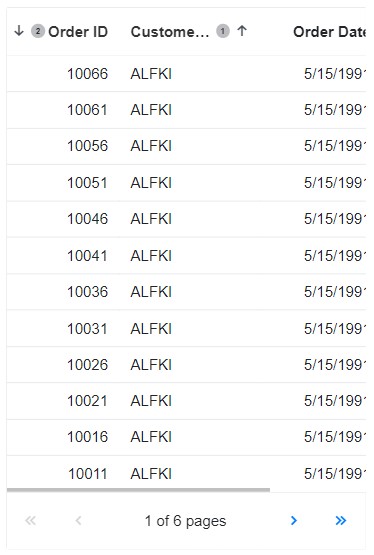 ↓ 2 Order ID Custome... 1 ↑ Order Date
10066 ALFKI 5/15/1991
10061 ALFKI 5/15/1991
10056 ALFKI 5/15/1991
10051 ALFKI 5/15/1991
10046 ALFKI 5/15/1991
10041 ALFKI 5/15/1991
10036 ALFKI 5/15/1991
10031 ALFKI 5/15/1991
10026 ALFKI 5/15/1991
10021 ALFKI 5/15/1991
10016 ALFKI 5/15/1991
10011 ALFKI 5/15/1991
« ‹ 1 of 6 pages › »